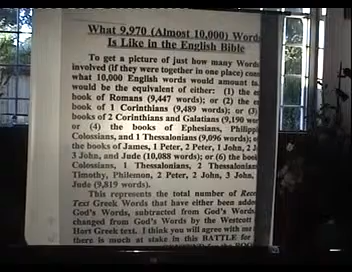 What 9,970 (Almost 10,000) Words
Is Like in the English Bible
To get a picture of just how many Words
involved (if they were together in one place) cons
what 10,000 English words would amount
would be the equivalent of either: (1) the
book of Romans (9,447 words); or (2) the
book of 1 Corinthians (9,489 words); or (3)
books of 2 Corinthians and Galatians (9,190 wo
or (4) the books of Ephesians, Philipp
Colossians, and 1 Thessalonians (9,096 words);
the books of James, 1 Peter, 2 Peter, 1 John, 2 J
3 John, and Jude (10,088 words); or (6) the book
Colossians, 1 Thessalonians, 2 Thessalonian
Timothy, Philemon, 2 Peter, 2 John, 3 John,
Jude (9,819 words).
This represents the total number of Rece
Text Greek Words that have either been adde
God's Words, subtracted from God's Words
changed from God's Words by the Westcott
Hort Greek text. I think you will agree with me
there is much at stake in this BATTLE for